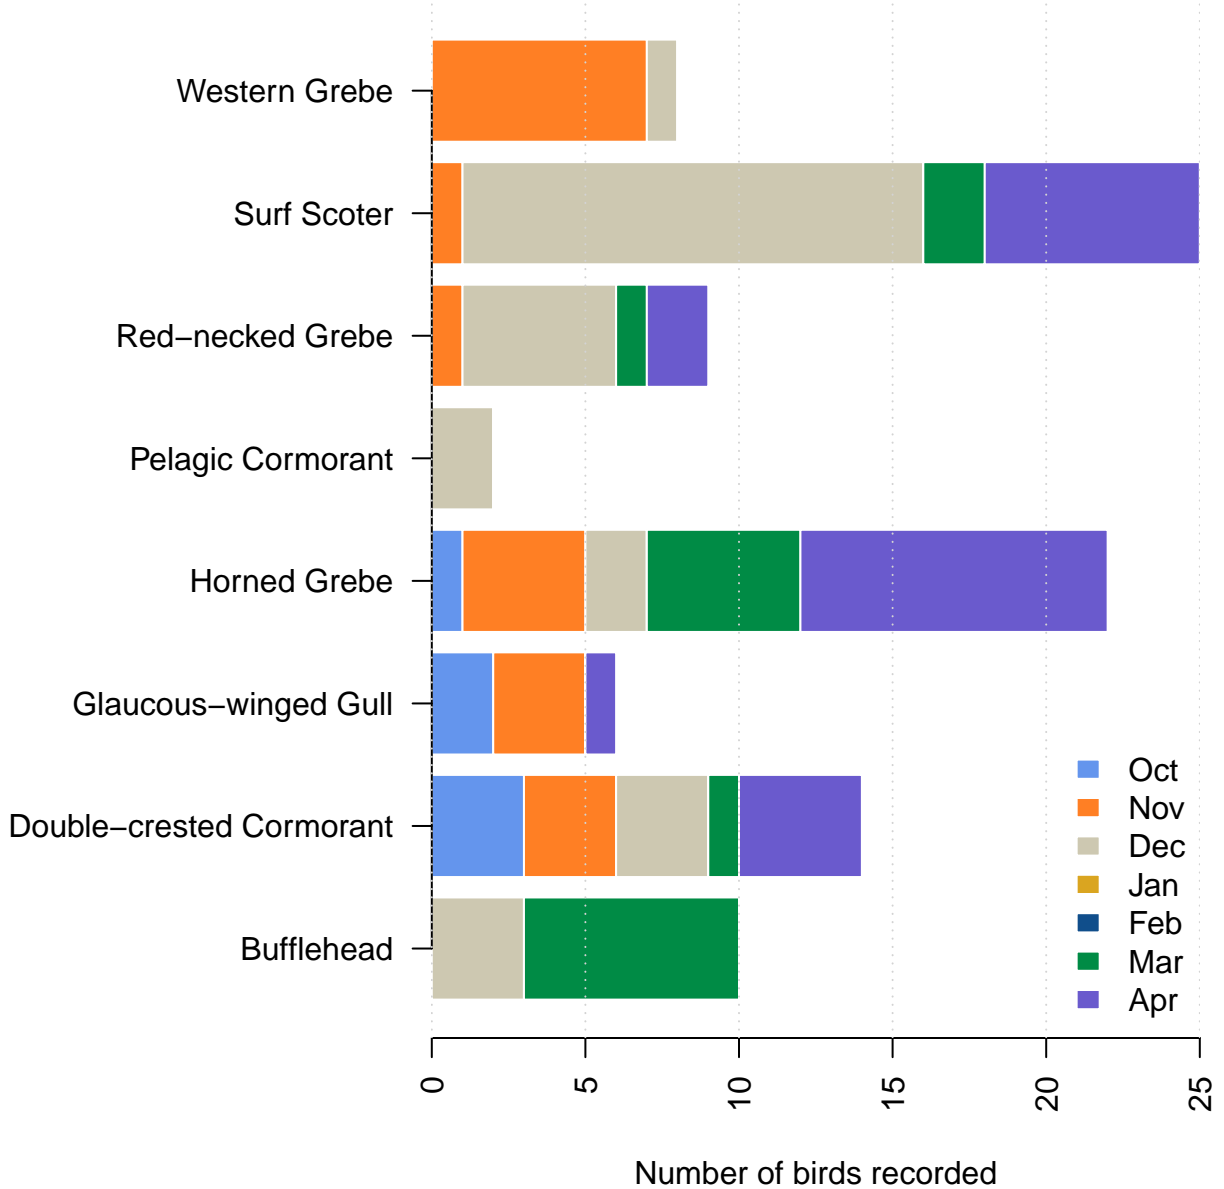 Western Grebe
Surf Scoter
Red−necked Grebe
Pelagic Cormorant
Horned Grebe
Glaucous−winged Gull
Double−crested Cormorant
Bufflehead
Oct
Nov
Dec
Jan
Feb
Mar
Apr
0 5 10 15 20 25
Number of birds recorded